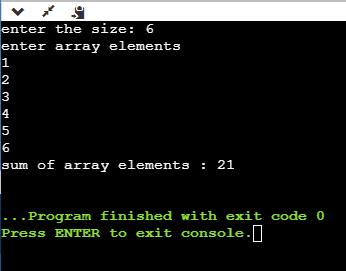 enter the size: 6
enter array elements
1
2
3
4
5
6
sum of array elements : 21
...Program finished with exit code 0
Press ENTER to exit console.